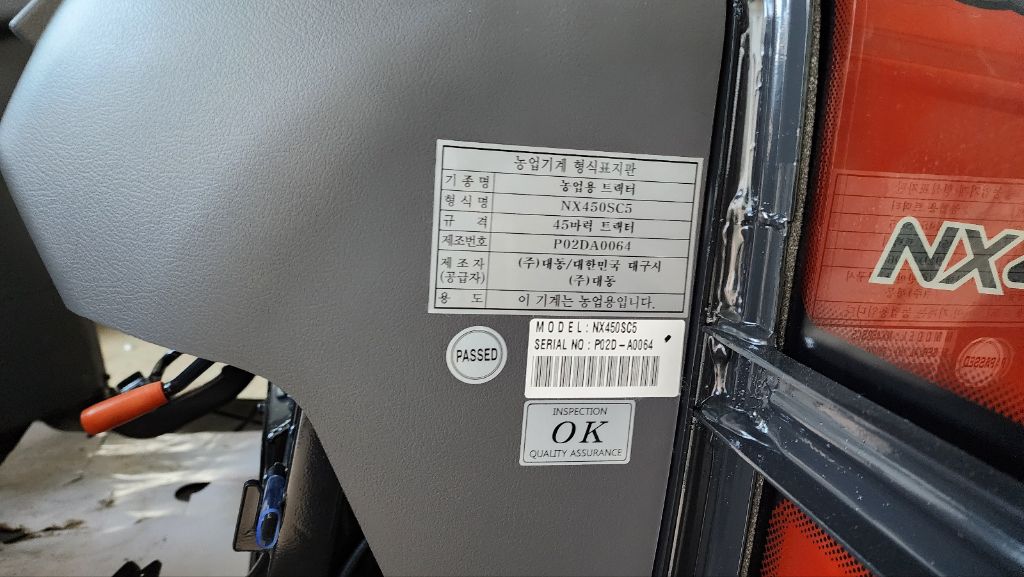 농업기계 형식표지판
기 종 명 농업용 트랙터
형 식 명 NX450SC5
규 격 45마력 트랙터
제조번호 P02DA0064
제 조 자 (주)대동/대한민국 대구시
(공급자) (주)대동
용 도 이 기계는 농업용입니다.
MODEL: NX450SC5
SERIAL NO: P02D-A0064
PASSED
INSPECTION
OK
QUALITY ASSURANCE
NX